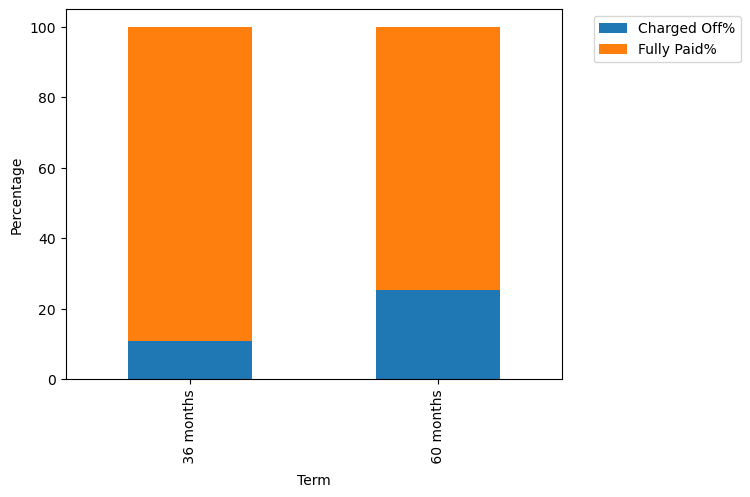 100
80
60
40
20
0
Percentage
36 months
60 months
Term
Charged Off%
Fully Paid%